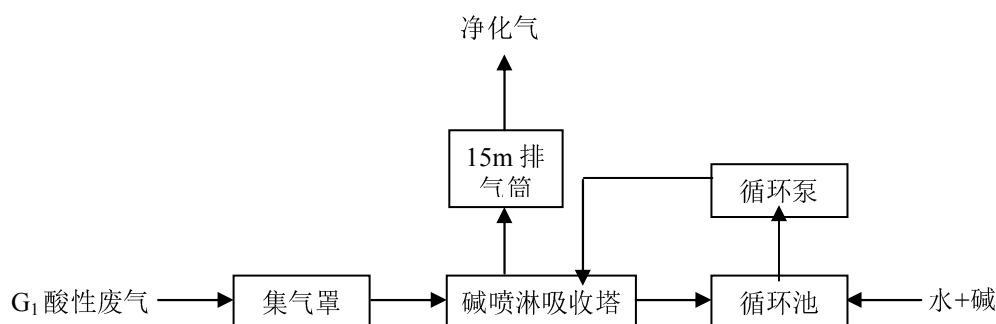 净化气
15m 排
气筒
循环泵
G₁ 酸性废气
集气罩
碱喷淋吸收塔
循环池
水+碱